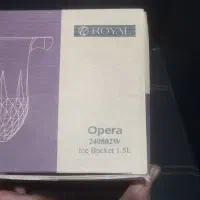 ROYAL
Opera
240802W
Ice Bucket 1.5L